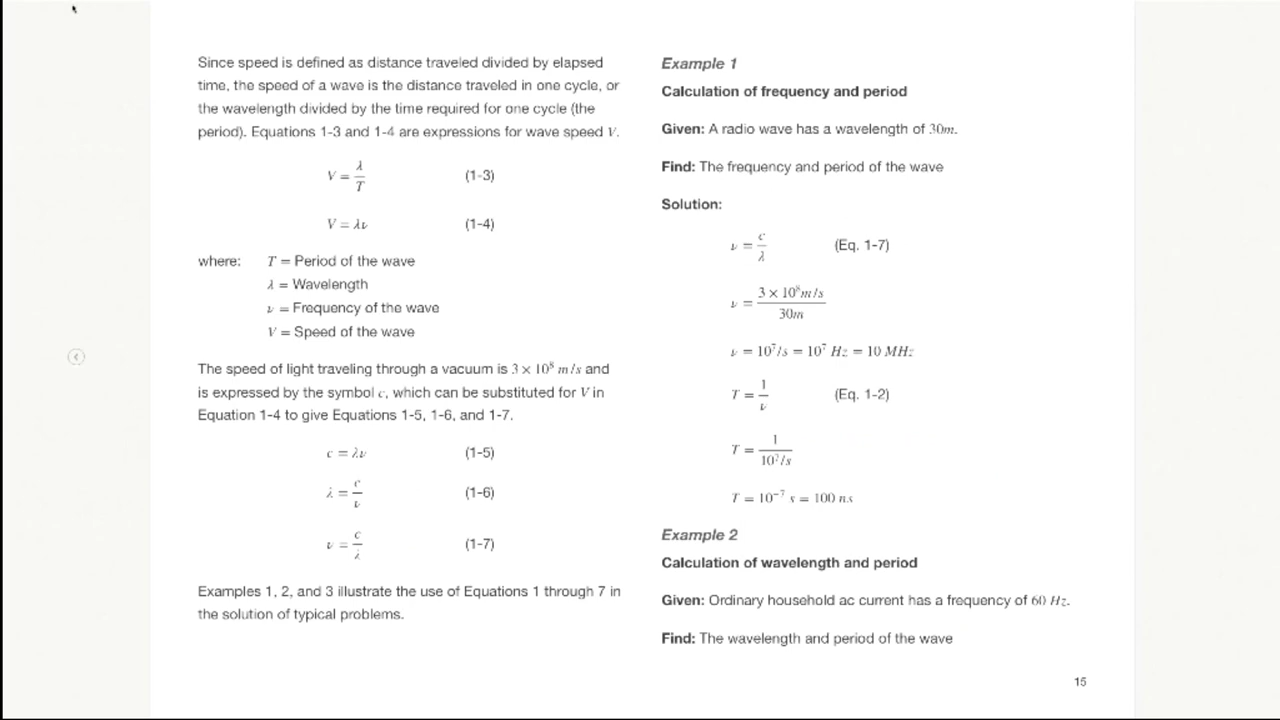 Since speed is defined as distance traveled divided by elapsed
time, the speed of a wave is the distance traveled in one cycle, or
the wavelength divided by the time required for one cycle (the
period). Equations 1-3 and 1-4 are expressions for wave speed V.
V = λ/T (1-3)
V = λν (1-4)
where: T = Period of the wave
λ = Wavelength
ν = Frequency of the wave
V = Speed of the wave
The speed of light traveling through a vacuum is 3 × 10⁸ m/s and
is expressed by the symbol c, which can be substituted for V in
Equation 1-4 to give Equations 1-5, 1-6, and 1-7.
c = λν (1-5)
λ = c/ν (1-6)
ν = c/λ (1-7)
Examples 1, 2, and 3 illustrate the use of Equations 1 through 7 in
the solution of typical problems.
Example 1
Calculation of frequency and period
Given: A radio wave has a wavelength of 30m.
Find: The frequency and period of the wave
Solution:
ν = c/λ (Eq. 1-7)
ν = 3 × 10⁸m/s / 30m
ν = 10⁷/s = 10⁷ Hz = 10 MHz
T = 1/ν (Eq. 1-2)
T = 1 / 10⁷/s
T = 10⁻⁷ s = 100 ns
Example 2
Calculation of wavelength and period
Given: Ordinary household ac current has a frequency of 60 Hz.
Find: The wavelength and period of the wave
15